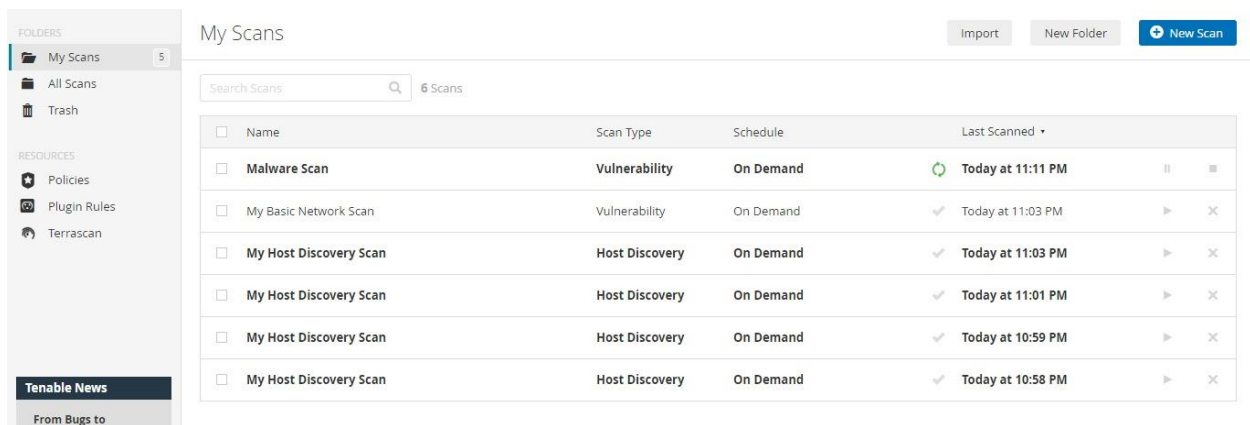 FOLDERS
My Scans 5
All Scans
Trash
RESOURCES
Policies
Plugin Rules
Terrascan
Tenable News
From Bugs to
My Scans
Import New Folder New Scan
Search Scans 6 Scans
Name Scan Type Schedule Last Scanned
Malware Scan Vulnerability On Demand Today at 11:11 PM
My Basic Network Scan Vulnerability On Demand Today at 11:03 PM
My Host Discovery Scan Host Discovery On Demand Today at 11:03 PM
My Host Discovery Scan Host Discovery On Demand Today at 11:01 PM
My Host Discovery Scan Host Discovery On Demand Today at 10:59 PM
My Host Discovery Scan Host Discovery On Demand Today at 10:58 PM